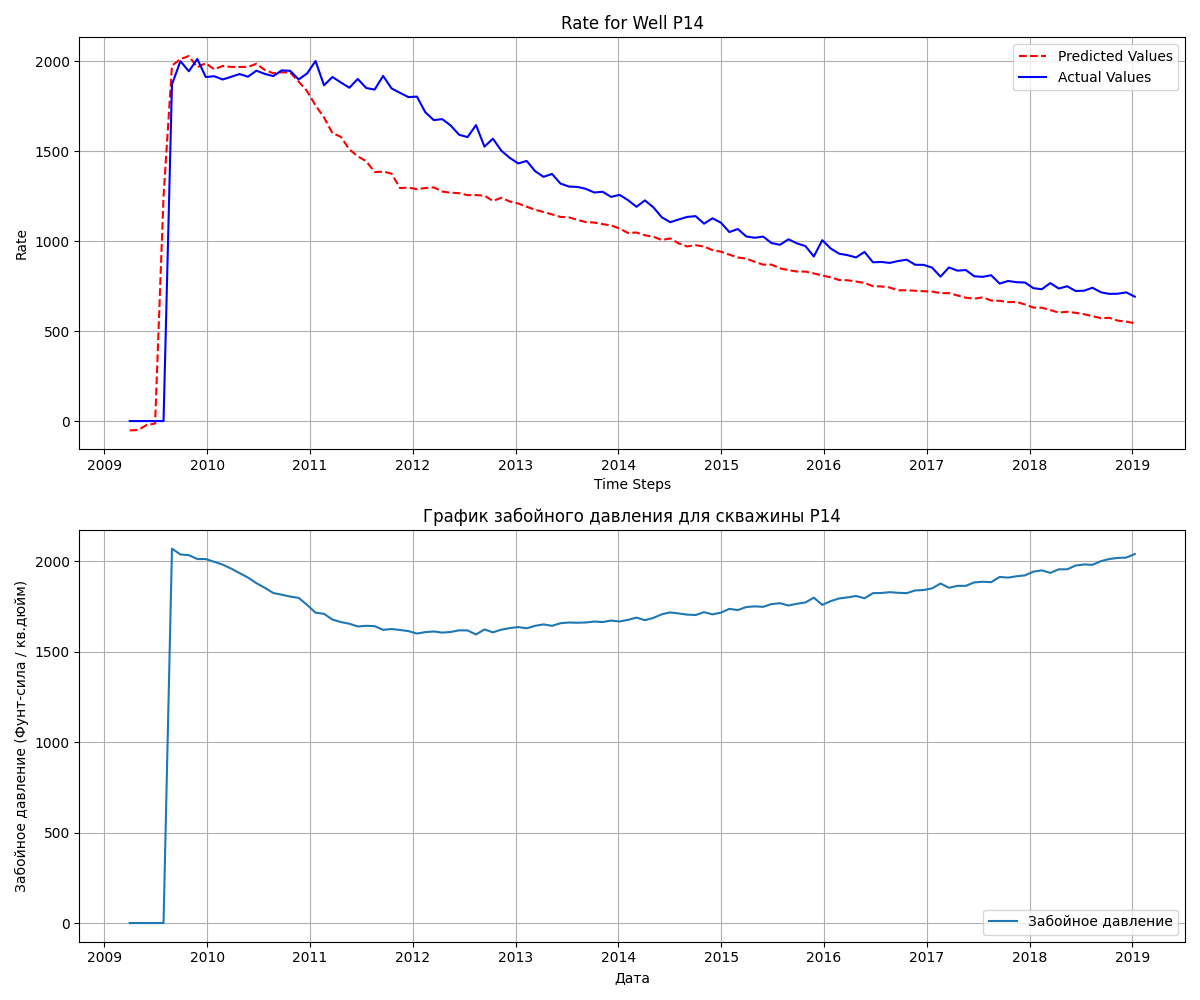 Rate for Well P14
Predicted Values
Actual Values
2000
1500
1000
500
0
Rate
2009 2010 2011 2012 2013 2014 2015 2016 2017 2018 2019
Time Steps
График забойного давления для скважины P14
2000
1500
1000
500
0
Забойное давление (Фунт-сила / кв.дюйм)
Забойное давление
2009 2010 2011 2012 2013 2014 2015 2016 2017 2018 2019
Дата